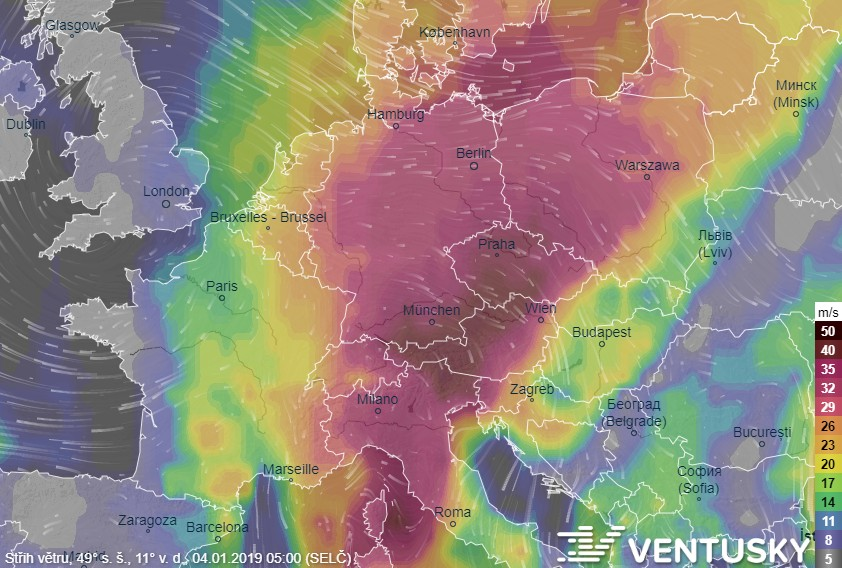 Glasgow
København
Минск
(Minsk)
Hamburg
Dublin
Berlin
Warszawa
London
Bruxelles - Brussel
Львів
(Lviv)
Praha
Paris
München
Wien
m/s
50
40
35
32
29
26
23
20
17
14
11
8
5
Budapest
Zagreb
Milano
Београд
(Belgrade)
București
Marseille
София
(Sofia)
Roma
Zaragoza
Barcelona
Střih větru, 49° s. š., 11° v. d., 04.01.2019 05:00 (SELČ)
VENTUSKY